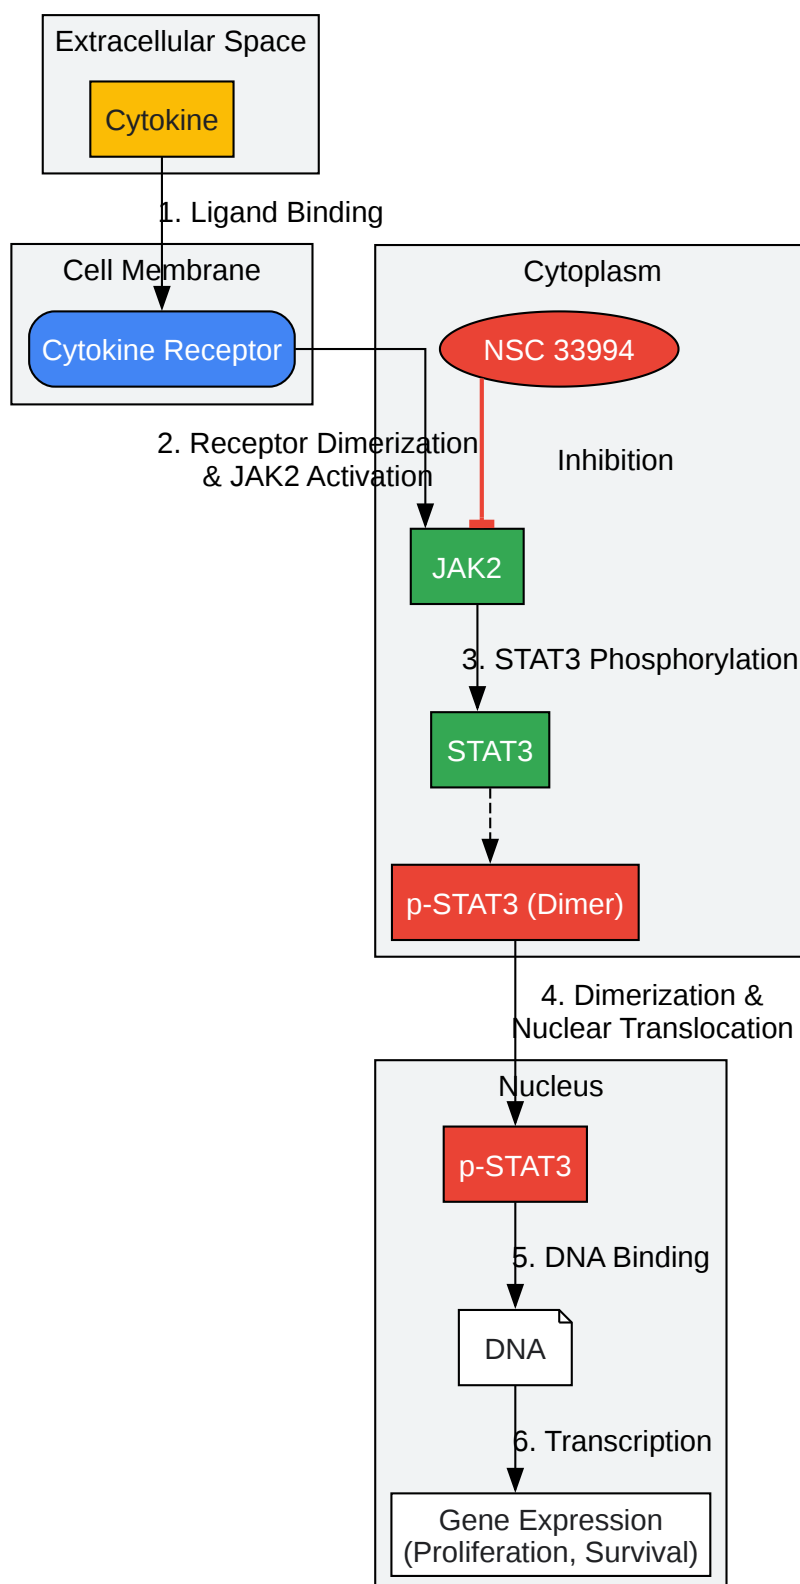 Extracellular Space
Cytokine
1. Ligand Binding
Cell Membrane
Cytokine Receptor
Cytoplasm
NSC 33994
2. Receptor Dimerization
& JAK2 Activation
Inhibition
JAK2
3. STAT3 Phosphorylation
STAT3
p-STAT3 (Dimer)
4. Dimerization &
Nuclear Translocation
Nucleus
p-STAT3
5. DNA Binding
DNA
6. Transcription
Gene Expression
(Proliferation, Survival)